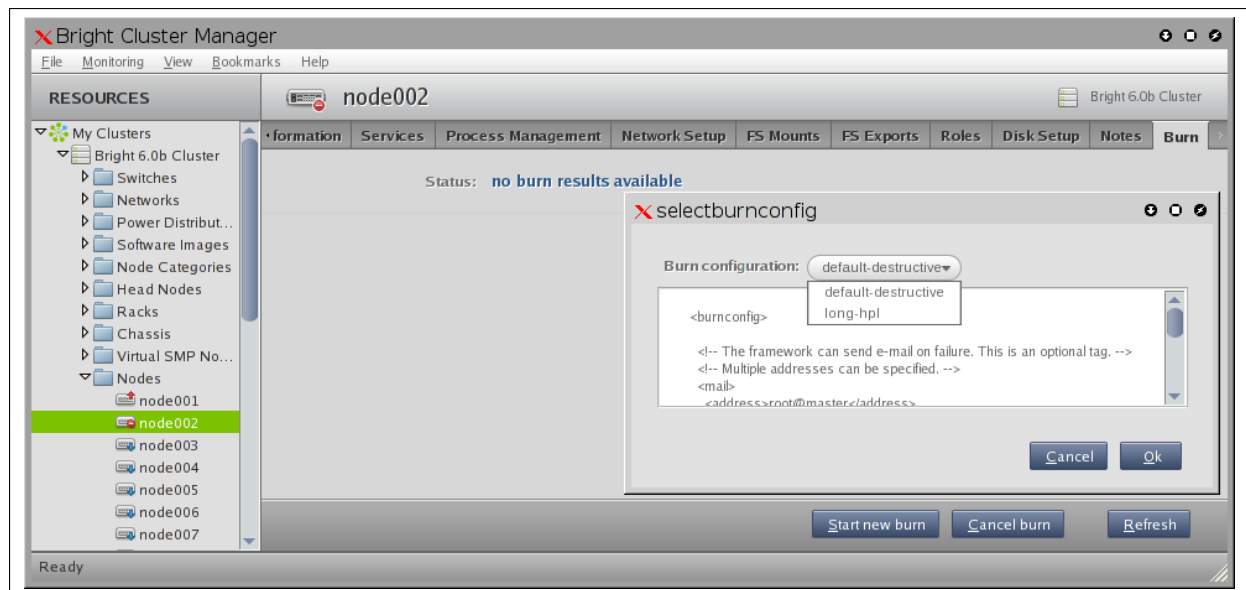 Bright Cluster Manager
File Monitoring View Bookmarks Help
RESOURCES
node002
Bright 6.0b Cluster
My Clusters
Bright 6.0b Cluster
Switches
Networks
Power Distribut...
Software Images
Node Categories
Head Nodes
Racks
Chassis
Virtual SMP No...
Nodes
node001
node002
node003
node004
node005
node006
node007
formation Services Process Management Network Setup FS Mounts FS Exports Roles Disk Setup Notes Burn
Status: no burn results available
selectburnconfig
Burn configuration: default-destructive
default-destructive
long-hpl
<burnconfig>
<!-- The framework can send e-mail on failure. This is an optional tag. -->
<!-- Multiple addresses can be specified. -->
<mail>
<address>root@master</address>
Cancel Ok
Start new burn Cancel burn Refresh
Ready